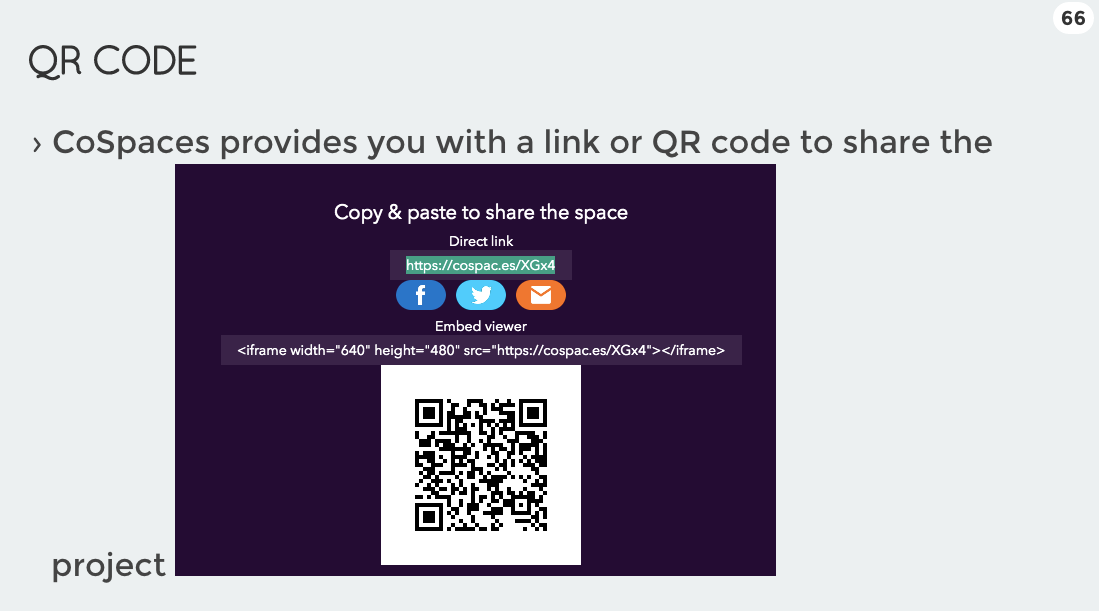 66
QR CODE
› CoSpaces provides you with a link or QR code to share the
Copy & paste to share the space
Direct link
https://cospac.es/XGx4
Embed viewer
<iframe width="640" height="480" src="https://cospac.es/XGx4"></iframe>
project